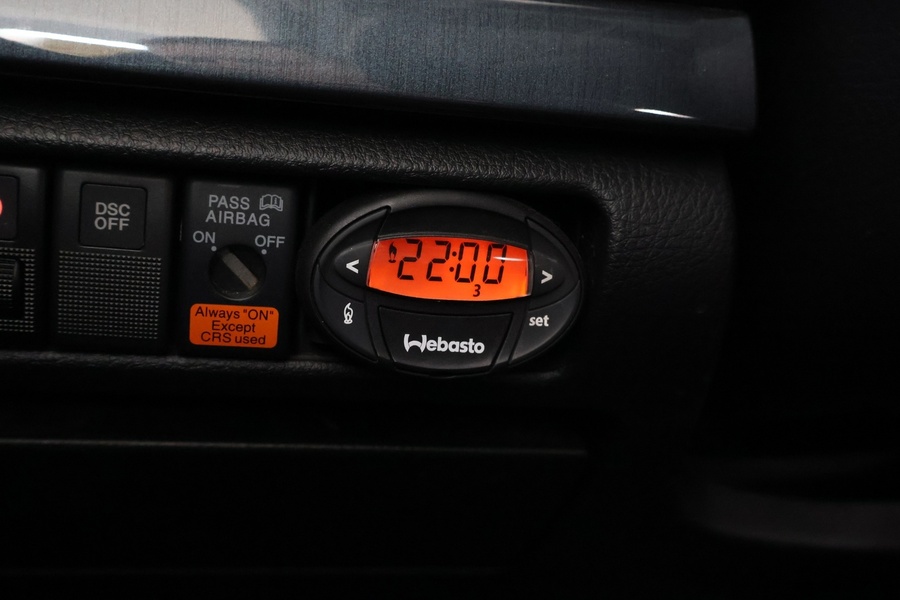 DSC
OFF
PASS
AIRBAG
ON OFF
Always "ON"
Except
CRS used
<
22:00
3
>
set
Webasto